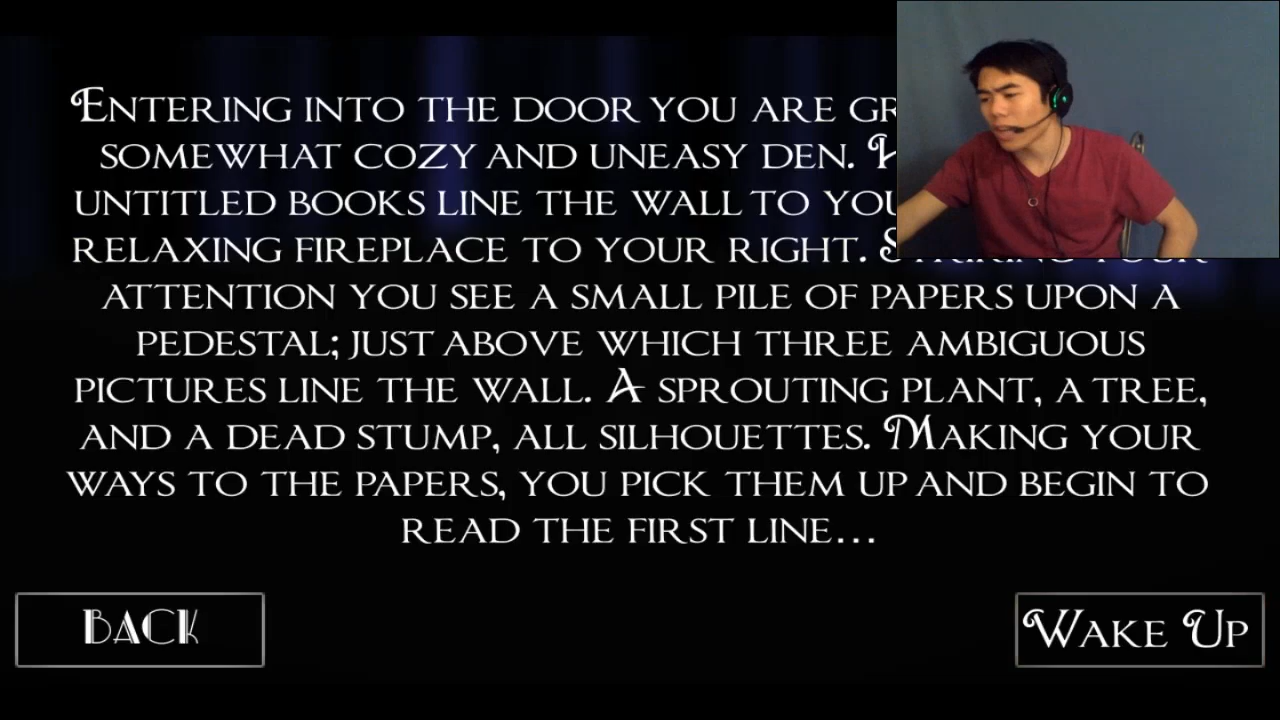 Entering into the door you are
somewhat cozy and uneasy den.
untitled books line the wall to
relaxing fireplace to your right.
attention you see a small pile of papers upon a
pedestal; just above which three ambiguous
pictures line the wall. A sprouting plant, a tree,
and a dead stump, all silhouettes. Making your
ways to the papers, you pick them up and begin to
read the first line...
Back
Wake Up